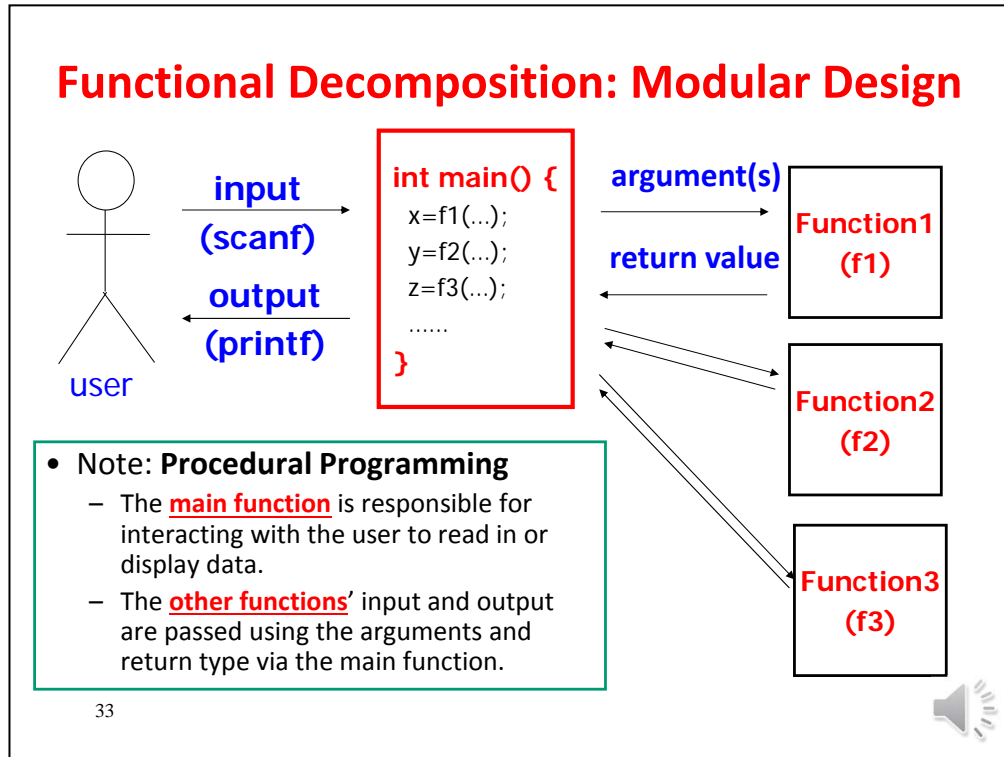 Functional Decomposition: Modular Design
input
(scanf)
output
(printf)
user
int main() {
x=f1(...);
y=f2(...);
z=f3(...);
......
}
argument(s)
return value
Function1
(f1)
Function2
(f2)
Function3
(f3)
• Note: Procedural Programming
– The main function is responsible for
interacting with the user to read in or
display data.
– The other functions’ input and output
are passed using the arguments and
return type via the main function.
33